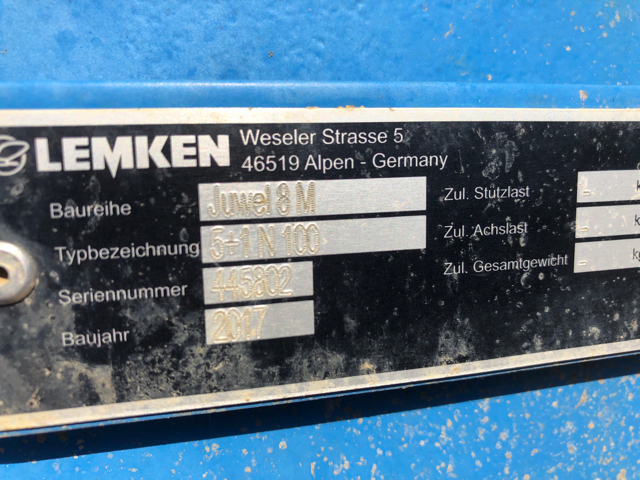 LEMKEN
Weseler Strasse 5
46519 Alpen - Germany
Baureihe Juwel 8 M
Typbezeichnung 5+1 N 100
Seriennummer 445802
Baujahr 2017
Zul. Stützlast -
Zul. Achslast -
Zul. Gesamtgewicht - kg